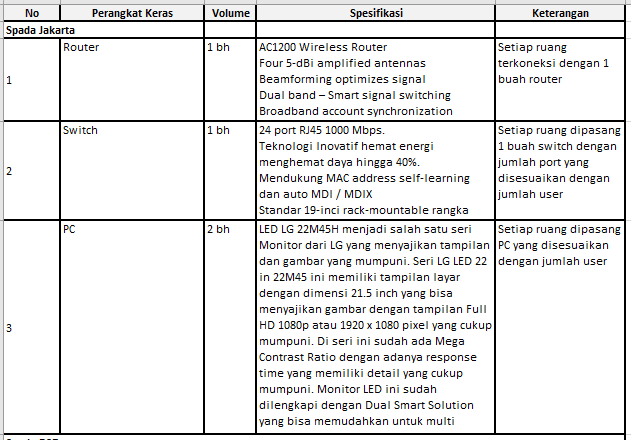 No Perangkat Keras Volume Spesifikasi Keterangan
Spada Jakarta
1 Router 1 bh AC1200 Wireless Router Setiap ruang
Four 5-dBi amplified antennas terkoneksi dengan 1
Beamforming optimizes signal buah router
Dual band – Smart signal switching
Broadband account synchronization
2 Switch 1 bh 24 port RJ45 1000 Mbps. Setiap ruang dipasang
Teknologi Inovatif hemat energi 1 buah switch dengan
menghemat daya hingga 40%. jumlah port yang
Mendukung MAC address self-learning disesuaikan dengan
dan auto MDI / MDIX jumlah user
Standar 19-inci rack-mountable rangka
3 PC 2 bh LED LG 22M45H menjadi salah satu seri Setiap ruang dipasang
Monitor dari LG yang menyajikan tampilan PC yang disesuaikan
dan gambar yang mumpuni. Seri LG LED 22 dengan jumlah user
in 22M45 ini memiliki tampilan layar
dengan dimensi 21.5 inch yang bisa
menyajikan gambar dengan tampilan Full
HD 1080p atau 1920 x 1080 pixel yang cukup
mumpuni. Di seri ini sudah ada Mega
Contrast Ratio dengan adanya response
time yang memiliki detail yang cukup
mumpuni. Monitor LED ini sudah
dilengkapi dengan Dual Smart Solution
yang bisa memudahkan untuk multi